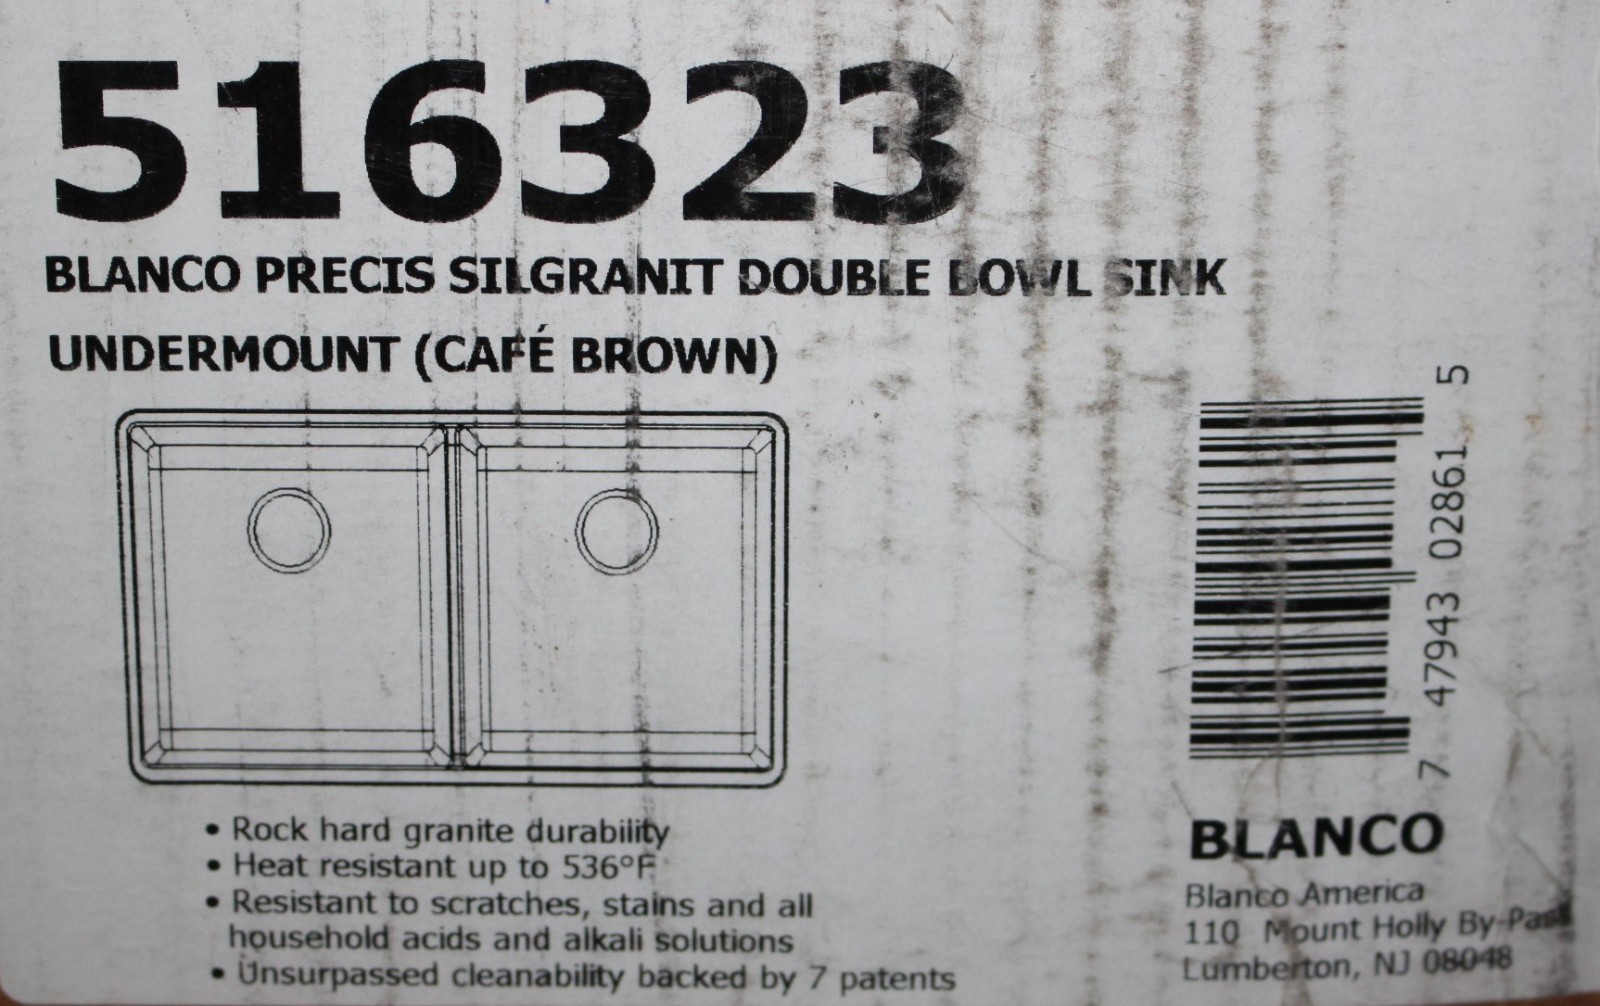 516323
BLANCO PRECIS SILGRANIT DOUBLE BOWL SINK
UNDERMOUNT (CAFÉ BROWN)
• Rock hard granite durability
• Heat resistant up to 536°F
• Resistant to scratches, stains and all
household acids and alkali solutions
• Unsurpassed cleanability backed by 7 patents
7 47943 02861 5
BLANCO
Blanco America
110 Mount Holly By-Pass
Lumberton, NJ 08048